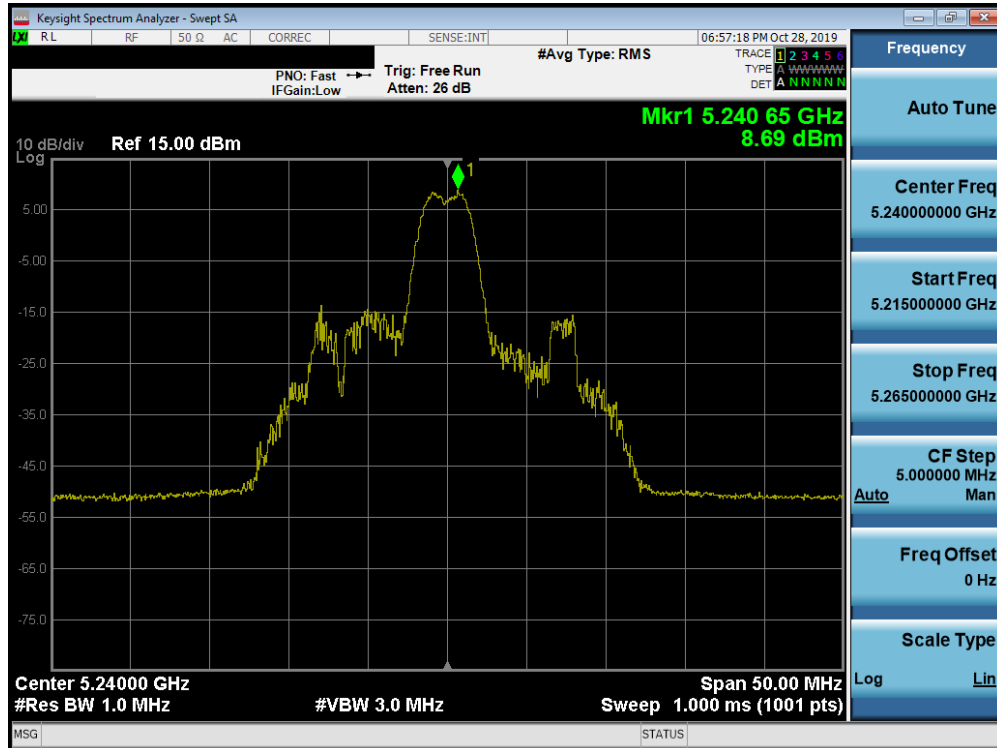 Keysight Spectrum Analyzer - Swept SA
LXI RL RF 50 Ω AC CORREC SENSE:INT 06:57:18 PM Oct 28, 2019
#Avg Type: RMS TRACE 1 2 3 4 5 6
PNO: Fast Trig: Free Run TYPE A WWWWW
IFGain:Low Atten: 26 dB DET A N N N N N
Mkr1 5.240 65 GHz
8.69 dBm
10 dB/div Ref 15.00 dBm
Log
1
5.00
-5.00
-15.0
-25.0
-35.0
-45.0
-55.0
-65.0
-75.0
Center 5.24000 GHz Span 50.00 MHz
#Res BW 1.0 MHz #VBW 3.0 MHz Sweep 1.000 ms (1001 pts)
MSG STATUS
Frequency
Auto Tune
Center Freq
5.240000000 GHz
Start Freq
5.215000000 GHz
Stop Freq
5.265000000 GHz
CF Step
5.000000 MHz
Auto Man
Freq Offset
0 Hz
Scale Type
Log Lin